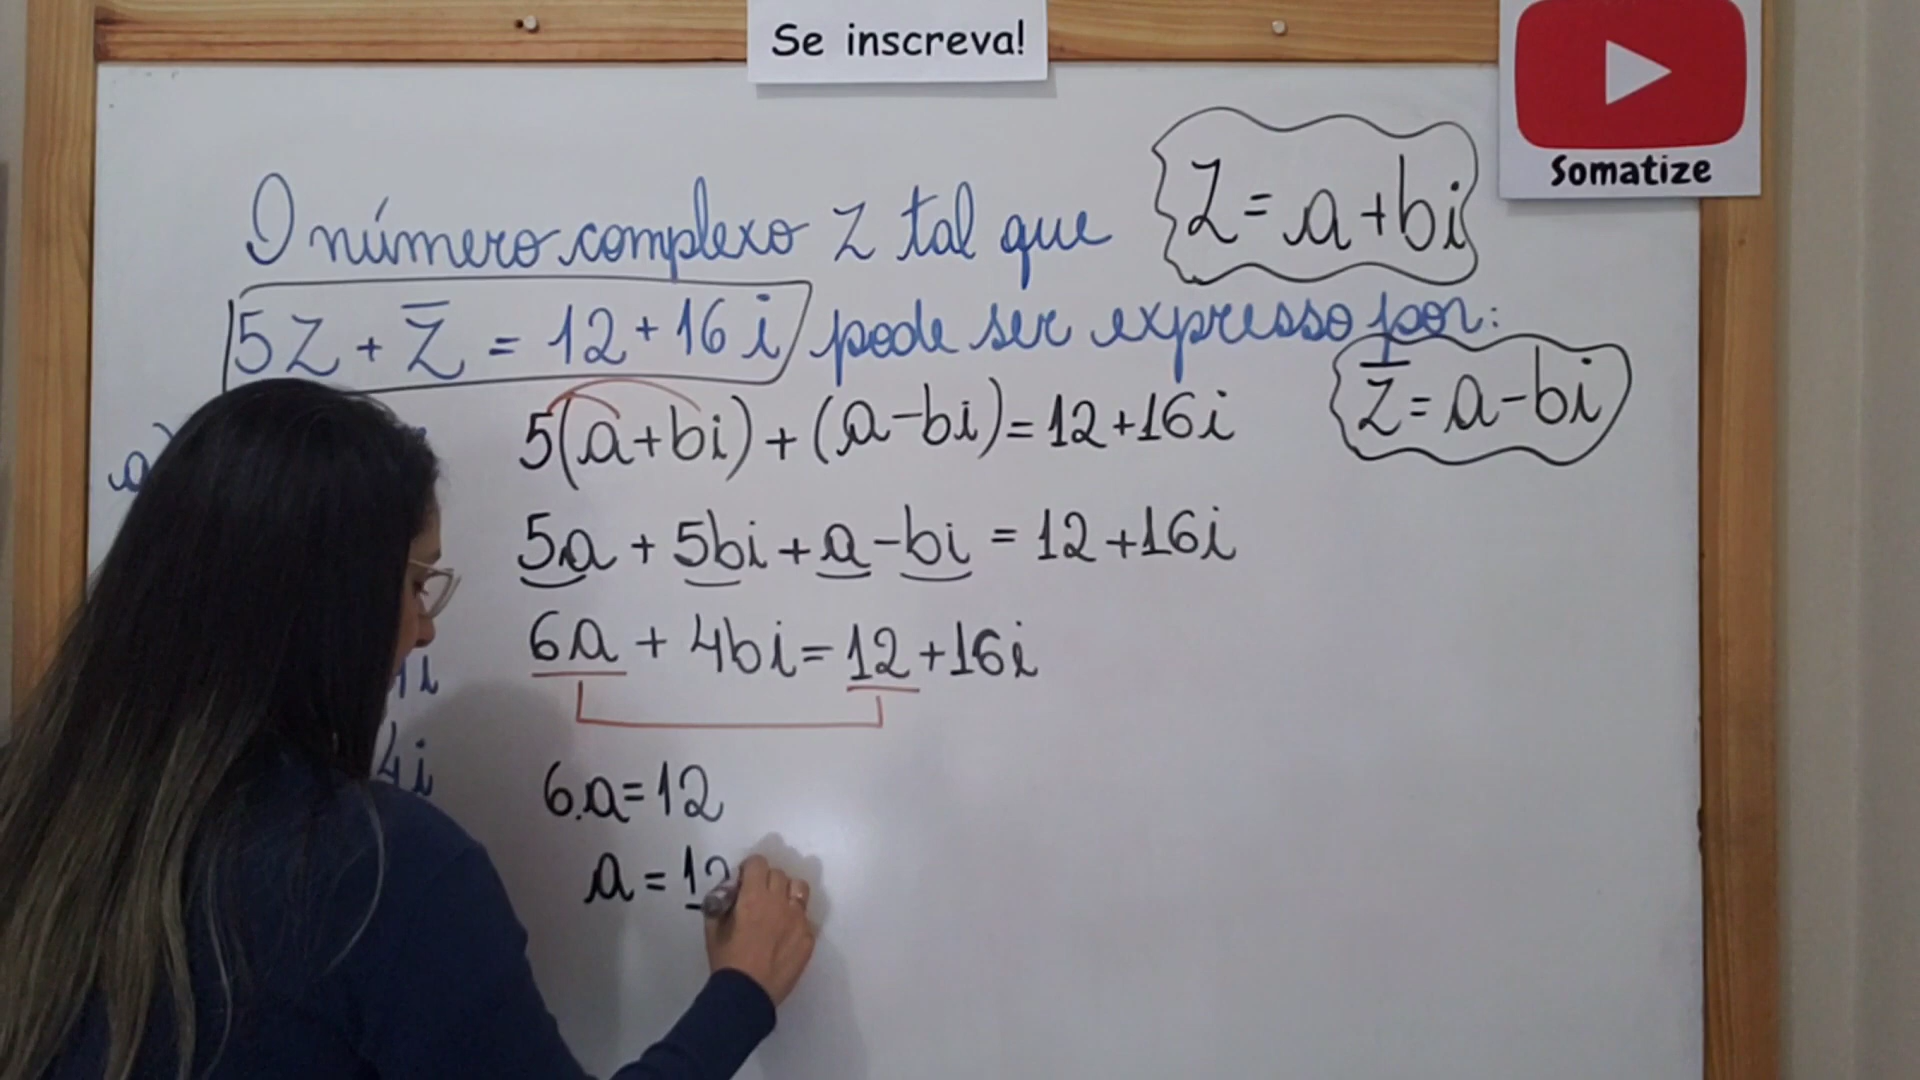 Se inscreva!
Somatize
O número complexo Z tal que
Z = a + bi
5Z + Z̅ = 12 + 16i pode ser expresso por:
Z̅ = a - bi
a)
5(a+bi) + (a-bi) = 12+16i
5a + 5bi + a - bi = 12 + 16i
6a + 4bi = 12 + 16i
4i
6.a = 12
a = 12